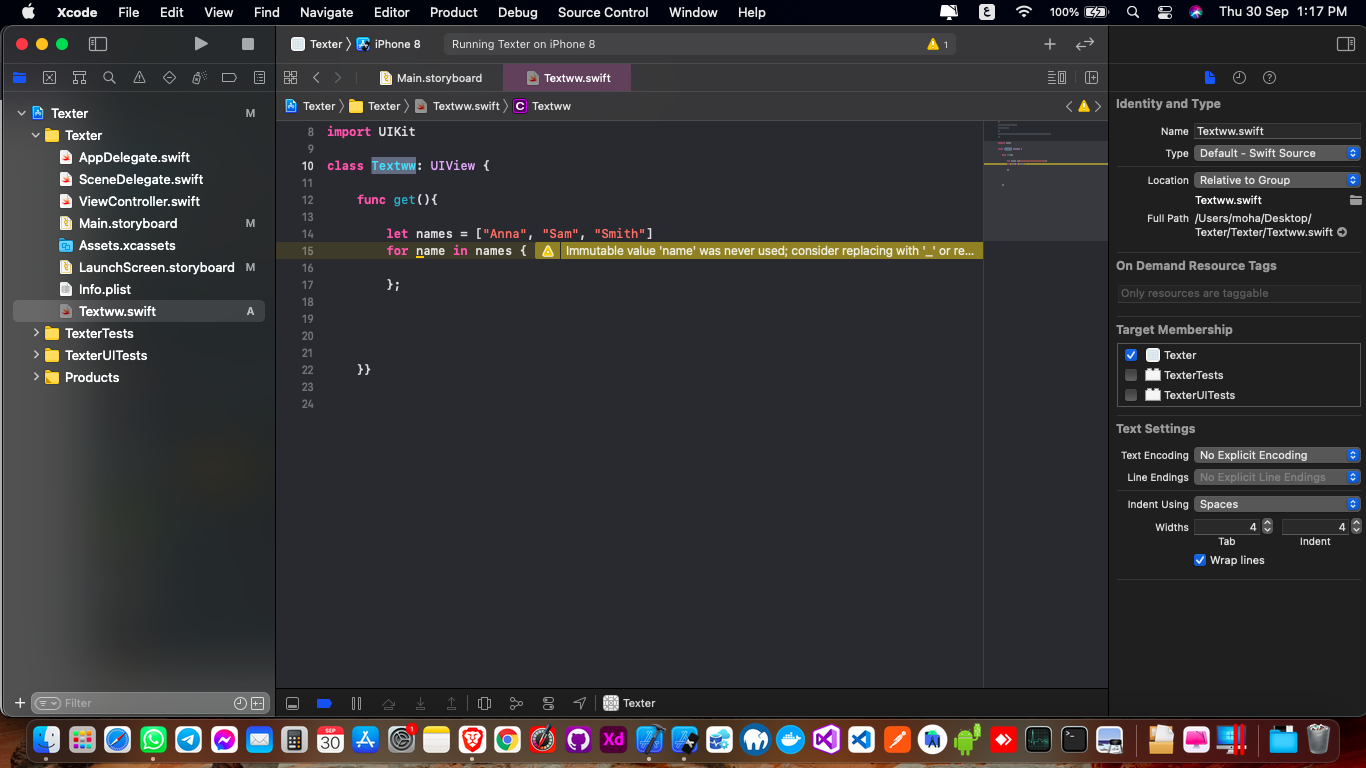 Xcode File Edit View Find Navigate Editor Product Debug Source Control Window Help 100% Thu 30 Sep 1:17 PM
Texter iPhone 8 Running Texter on iPhone 8 1
Main.storyboard Textww.swift
Texter Texter Textww.swift C Textww
Texter M
Texter
AppDelegate.swift
SceneDelegate.swift
ViewController.swift
Main.storyboard M
Assets.xcassets
LaunchScreen.storyboard M
Info.plist
Textww.swift A
TexterTests
TexterUITests
Products
Filter
8 import UIKit
9
10 class Textww: UIView {
11
12 func get(){
13
14 let names = ["Anna", "Sam", "Smith"]
15 for name in names { Immutable value 'name' was never used; consider replacing with '_' or re...
16
17 };
18
19
20
21
22 }}
23
24
Texter
Identity and Type
Name Textww.swift
Type Default - Swift Source
Location Relative to Group
Textww.swift
Full Path /Users/moha/Desktop/
Texter/Texter/Textww.swift
On Demand Resource Tags
Only resources are taggable
Target Membership
Texter
TexterTests
TexterUITests
Text Settings
Text Encoding No Explicit Encoding
Line Endings No Explicit Line Endings
Indent Using Spaces
Widths 4 4
Tab Indent
Wrap lines
SEP
30
1
Xd